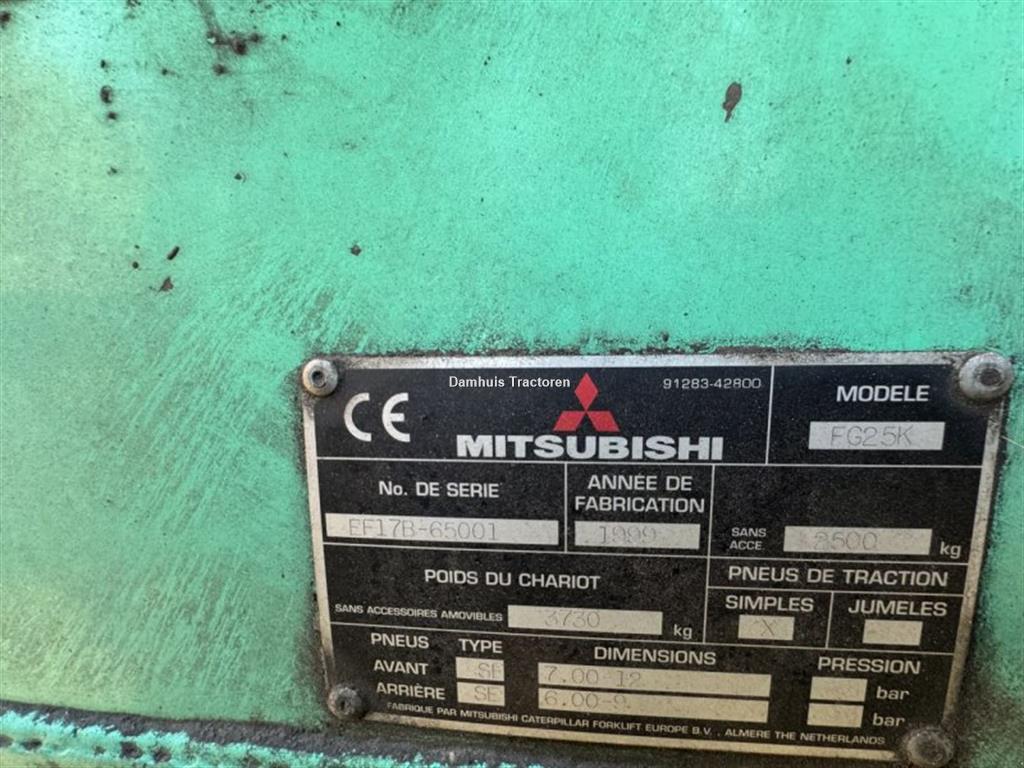 Damhuis Tractoren
91283-42800
CE
MITSUBISHI
MODELE
FG25K
No. DE SERIE
EF17B-65001
ANNÉE DE
FABRICATION
1999
SANS
ACCE.
2500 kg
POIDS DU CHARIOT
SANS ACCESSOIRES AMOVIBLES 3730 kg
PNEUS DE TRACTION
SIMPLES JUMELES
X
PNEUS TYPE DIMENSIONS PRESSION
AVANT SE 7.00-12 bar
ARRIÈRE SE 6.00-9 bar
FABRIQUE PAR MITSUBISHI CATERPILLAR FORKLIFT EUROPE B.V., ALMERE THE NETHERLANDS